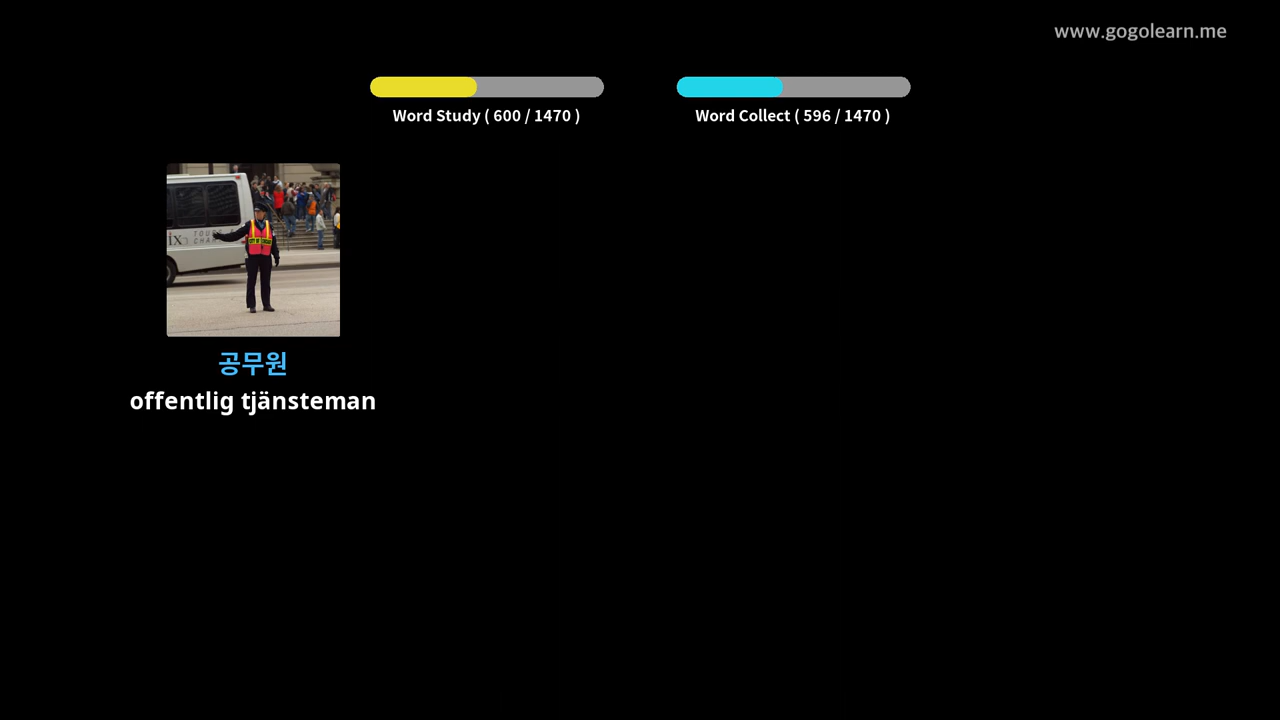 www.gogolearn.me
Word Study ( 600 / 1470 )
Word Collect ( 596 / 1470 )
공무원
offentlig tjänsteman